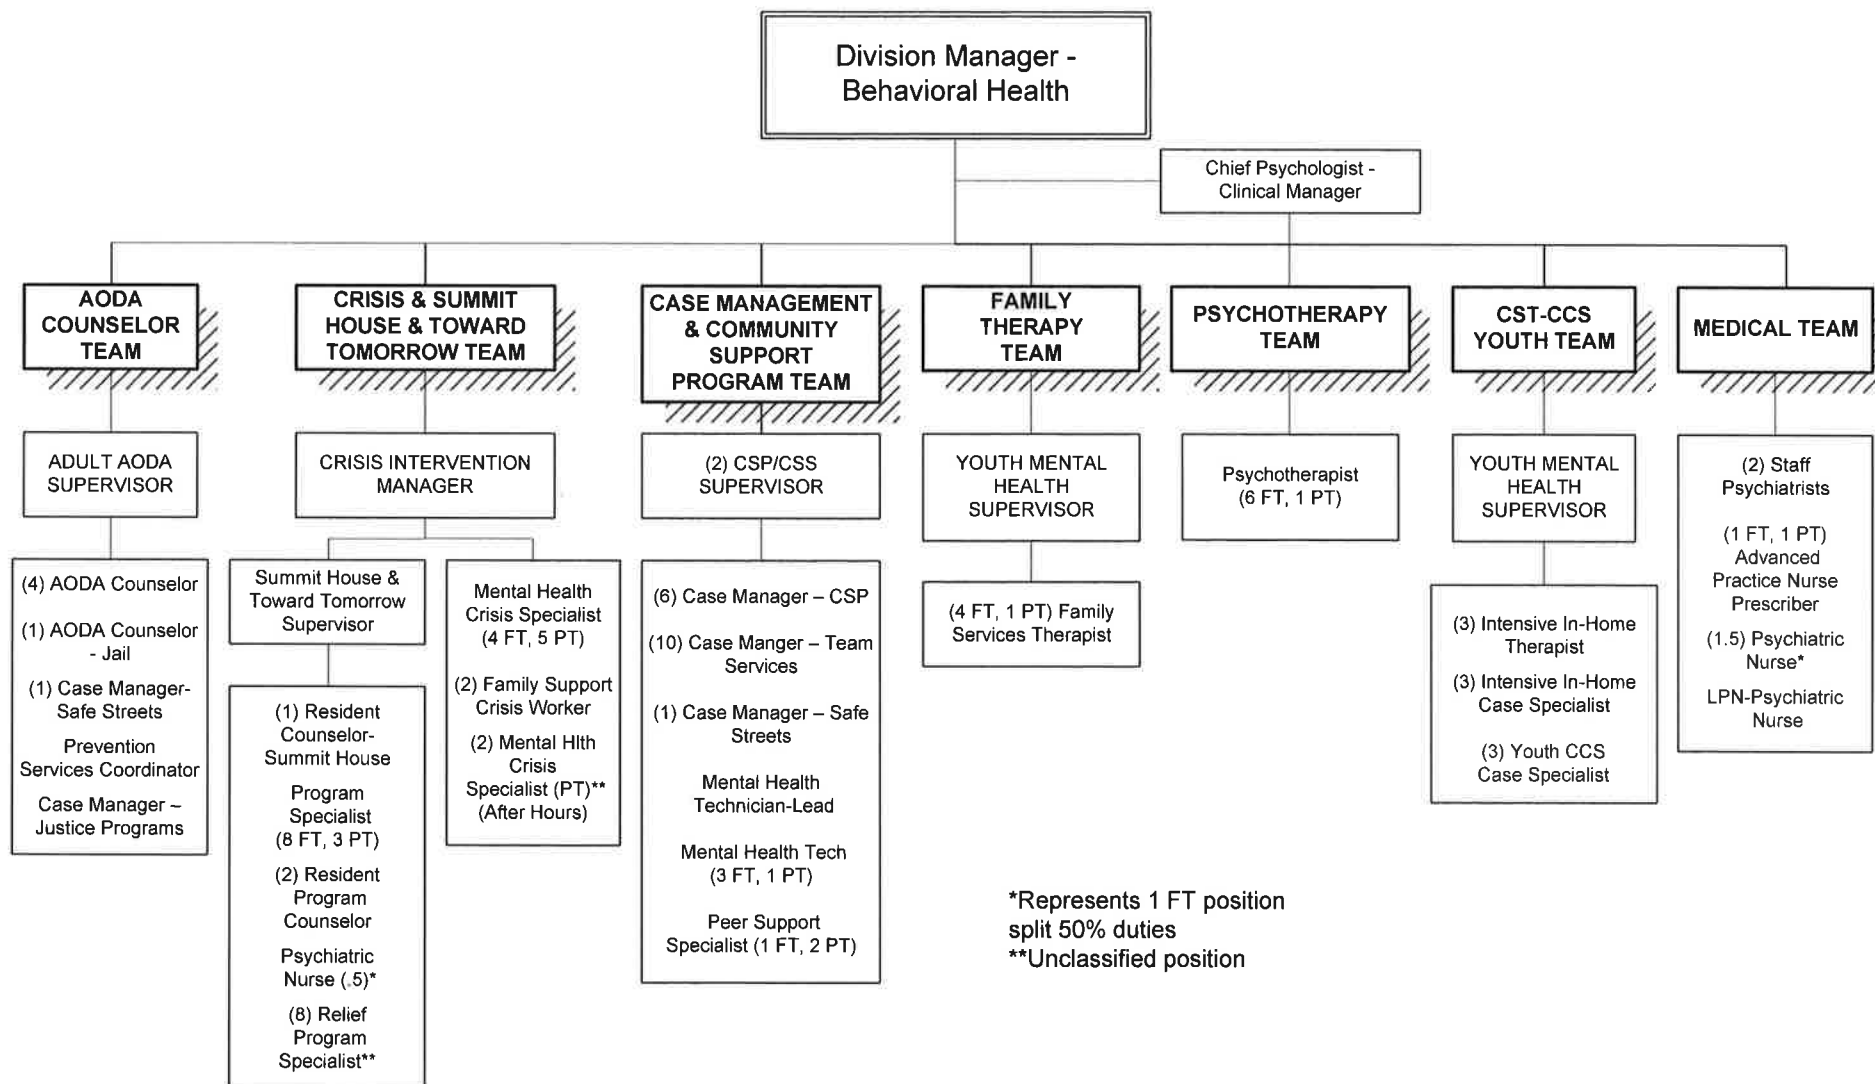 Division Manager -
Behavioral Health
Chief Psychologist -
Clinical Manager
AODA
COUNSELOR
TEAM
ADULT AODA
SUPERVISOR
(4) AODA Counselor
(1) AODA Counselor
- Jail
(1) Case Manager-
Safe Streets
Prevention
Services Coordinator
Case Manager –
Justice Programs
CRISIS & SUMMIT
HOUSE & TOWARD
TOMORROW TEAM
CRISIS INTERVENTION
MANAGER
Summit House &
Toward Tomorrow
Supervisor
(1) Resident
Counselor-
Summit House
Program
Specialist
(8 FT, 3 PT)
(2) Resident
Program
Counselor
Psychiatric
Nurse (.5)*
(8) Relief
Program
Specialist**
Mental Health
Crisis Specialist
(4 FT, 5 PT)
(2) Family Support
Crisis Worker
(2) Mental Hlth
Crisis
Specialist (PT)**
(After Hours)
CASE MANAGEMENT
& COMMUNITY
SUPPORT
PROGRAM TEAM
(2) CSP/CSS
SUPERVISOR
(6) Case Manager – CSP
(10) Case Manger – Team
Services
(1) Case Manager – Safe
Streets
Mental Health
Technician-Lead
Mental Health Tech
(3 FT, 1 PT)
Peer Support
Specialist (1 FT, 2 PT)
FAMILY
THERAPY
TEAM
YOUTH MENTAL
HEALTH
SUPERVISOR
(4 FT, 1 PT) Family
Services Therapist
PSYCHOTHERAPY
TEAM
Psychotherapist
(6 FT, 1 PT)
CST-CCS
YOUTH TEAM
YOUTH MENTAL
HEALTH
SUPERVISOR
(3) Intensive In-Home
Therapist
(3) Intensive In-Home
Case Specialist
(3) Youth CCS
Case Specialist
MEDICAL TEAM
(2) Staff
Psychiatrists
(1 FT, 1 PT)
Advanced
Practice Nurse
Prescriber
(1.5) Psychiatric
Nurse*
LPN-Psychiatric
Nurse
*Represents 1 FT position
split 50% duties
**Unclassified position